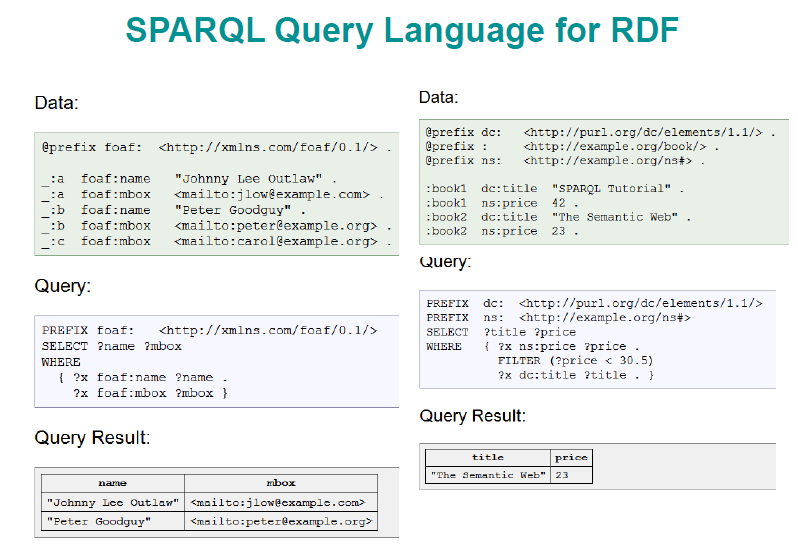 SPARQL Query Language for RDF
Data:
@prefix foaf: <http://xmlns.com/foaf/0.1/> .
_:a foaf:name "Johnny Lee Outlaw" .
_:a foaf:mbox <mailto:jlow@example.com> .
_:b foaf:name "Peter Goodguy" .
_:b foaf:mbox <mailto:peter@example.org> .
_:c foaf:mbox <mailto:carol@example.org> .
Query:
PREFIX foaf: <http://xmlns.com/foaf/0.1/>
SELECT ?name ?mbox
WHERE
{ ?x foaf:name ?name .
?x foaf:mbox ?mbox }
Query Result:
name mbox
"Johnny Lee Outlaw" <mailto:jlow@example.com>
"Peter Goodguy" <mailto:peter@example.org>
Data:
@prefix dc: <http://purl.org/dc/elements/1.1/> .
@prefix : <http://example.org/book/> .
@prefix ns: <http://example.org/ns#> .
:book1 dc:title "SPARQL Tutorial" .
:book1 ns:price 42 .
:book2 dc:title "The Semantic Web" .
:book2 ns:price 23 .
Query:
PREFIX dc: <http://purl.org/dc/elements/1.1/>
PREFIX ns: <http://example.org/ns#>
SELECT ?title ?price
WHERE { ?x ns:price ?price .
FILTER (?price < 30.5)
?x dc:title ?title . }
Query Result:
title price
"The Semantic Web" 23